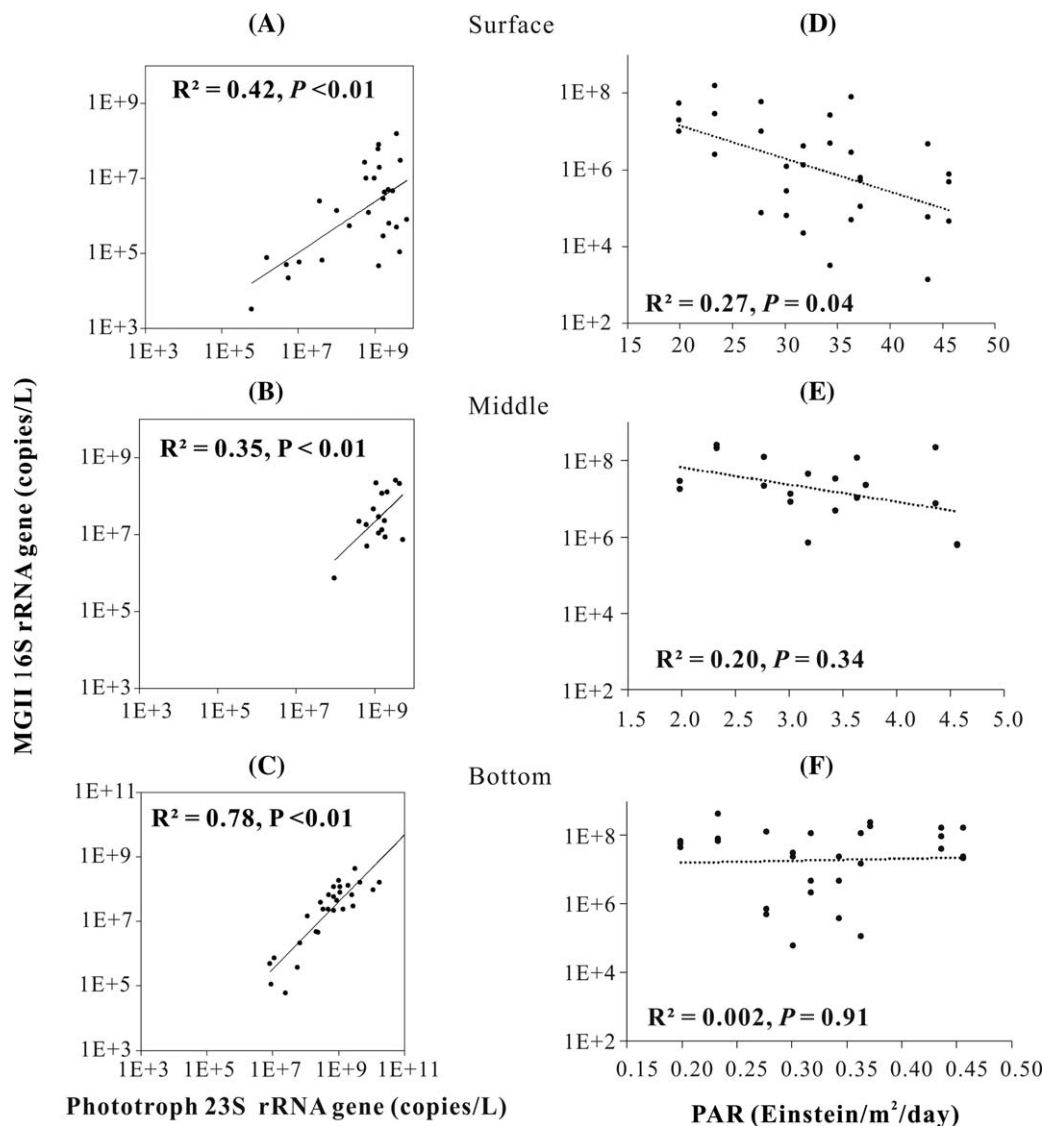 (A)
Surface
(D)
R² = 0.42, P <0.01
1E+9
1E+7
1E+5
1E+3
1E+3 1E+5 1E+7 1E+9
1E+8
1E+6
1E+4
1E+2
R² = 0.27, P = 0.04
15 20 25 30 35 40 45 50
(B)
Middle
(E)
R² = 0.35, P < 0.01
1E+9
1E+7
1E+5
1E+3
1E+3 1E+5 1E+7 1E+9
1E+8
1E+6
1E+4
1E+2
R² = 0.20, P = 0.34
1.5 2.0 2.5 3.0 3.5 4.0 4.5 5.0
MGII 16S rRNA gene (copies/L)
(C)
Bottom
(F)
R² = 0.78, P <0.01
1E+11
1E+9
1E+7
1E+5
1E+3
1E+3 1E+5 1E+7 1E+9 1E+11
1E+8
1E+6
1E+4
1E+2
R² = 0.002, P = 0.91
0.15 0.20 0.25 0.30 0.35 0.40 0.45 0.50
Phototroph 23S rRNA gene (copies/L)
PAR (Einstein/m²/day)